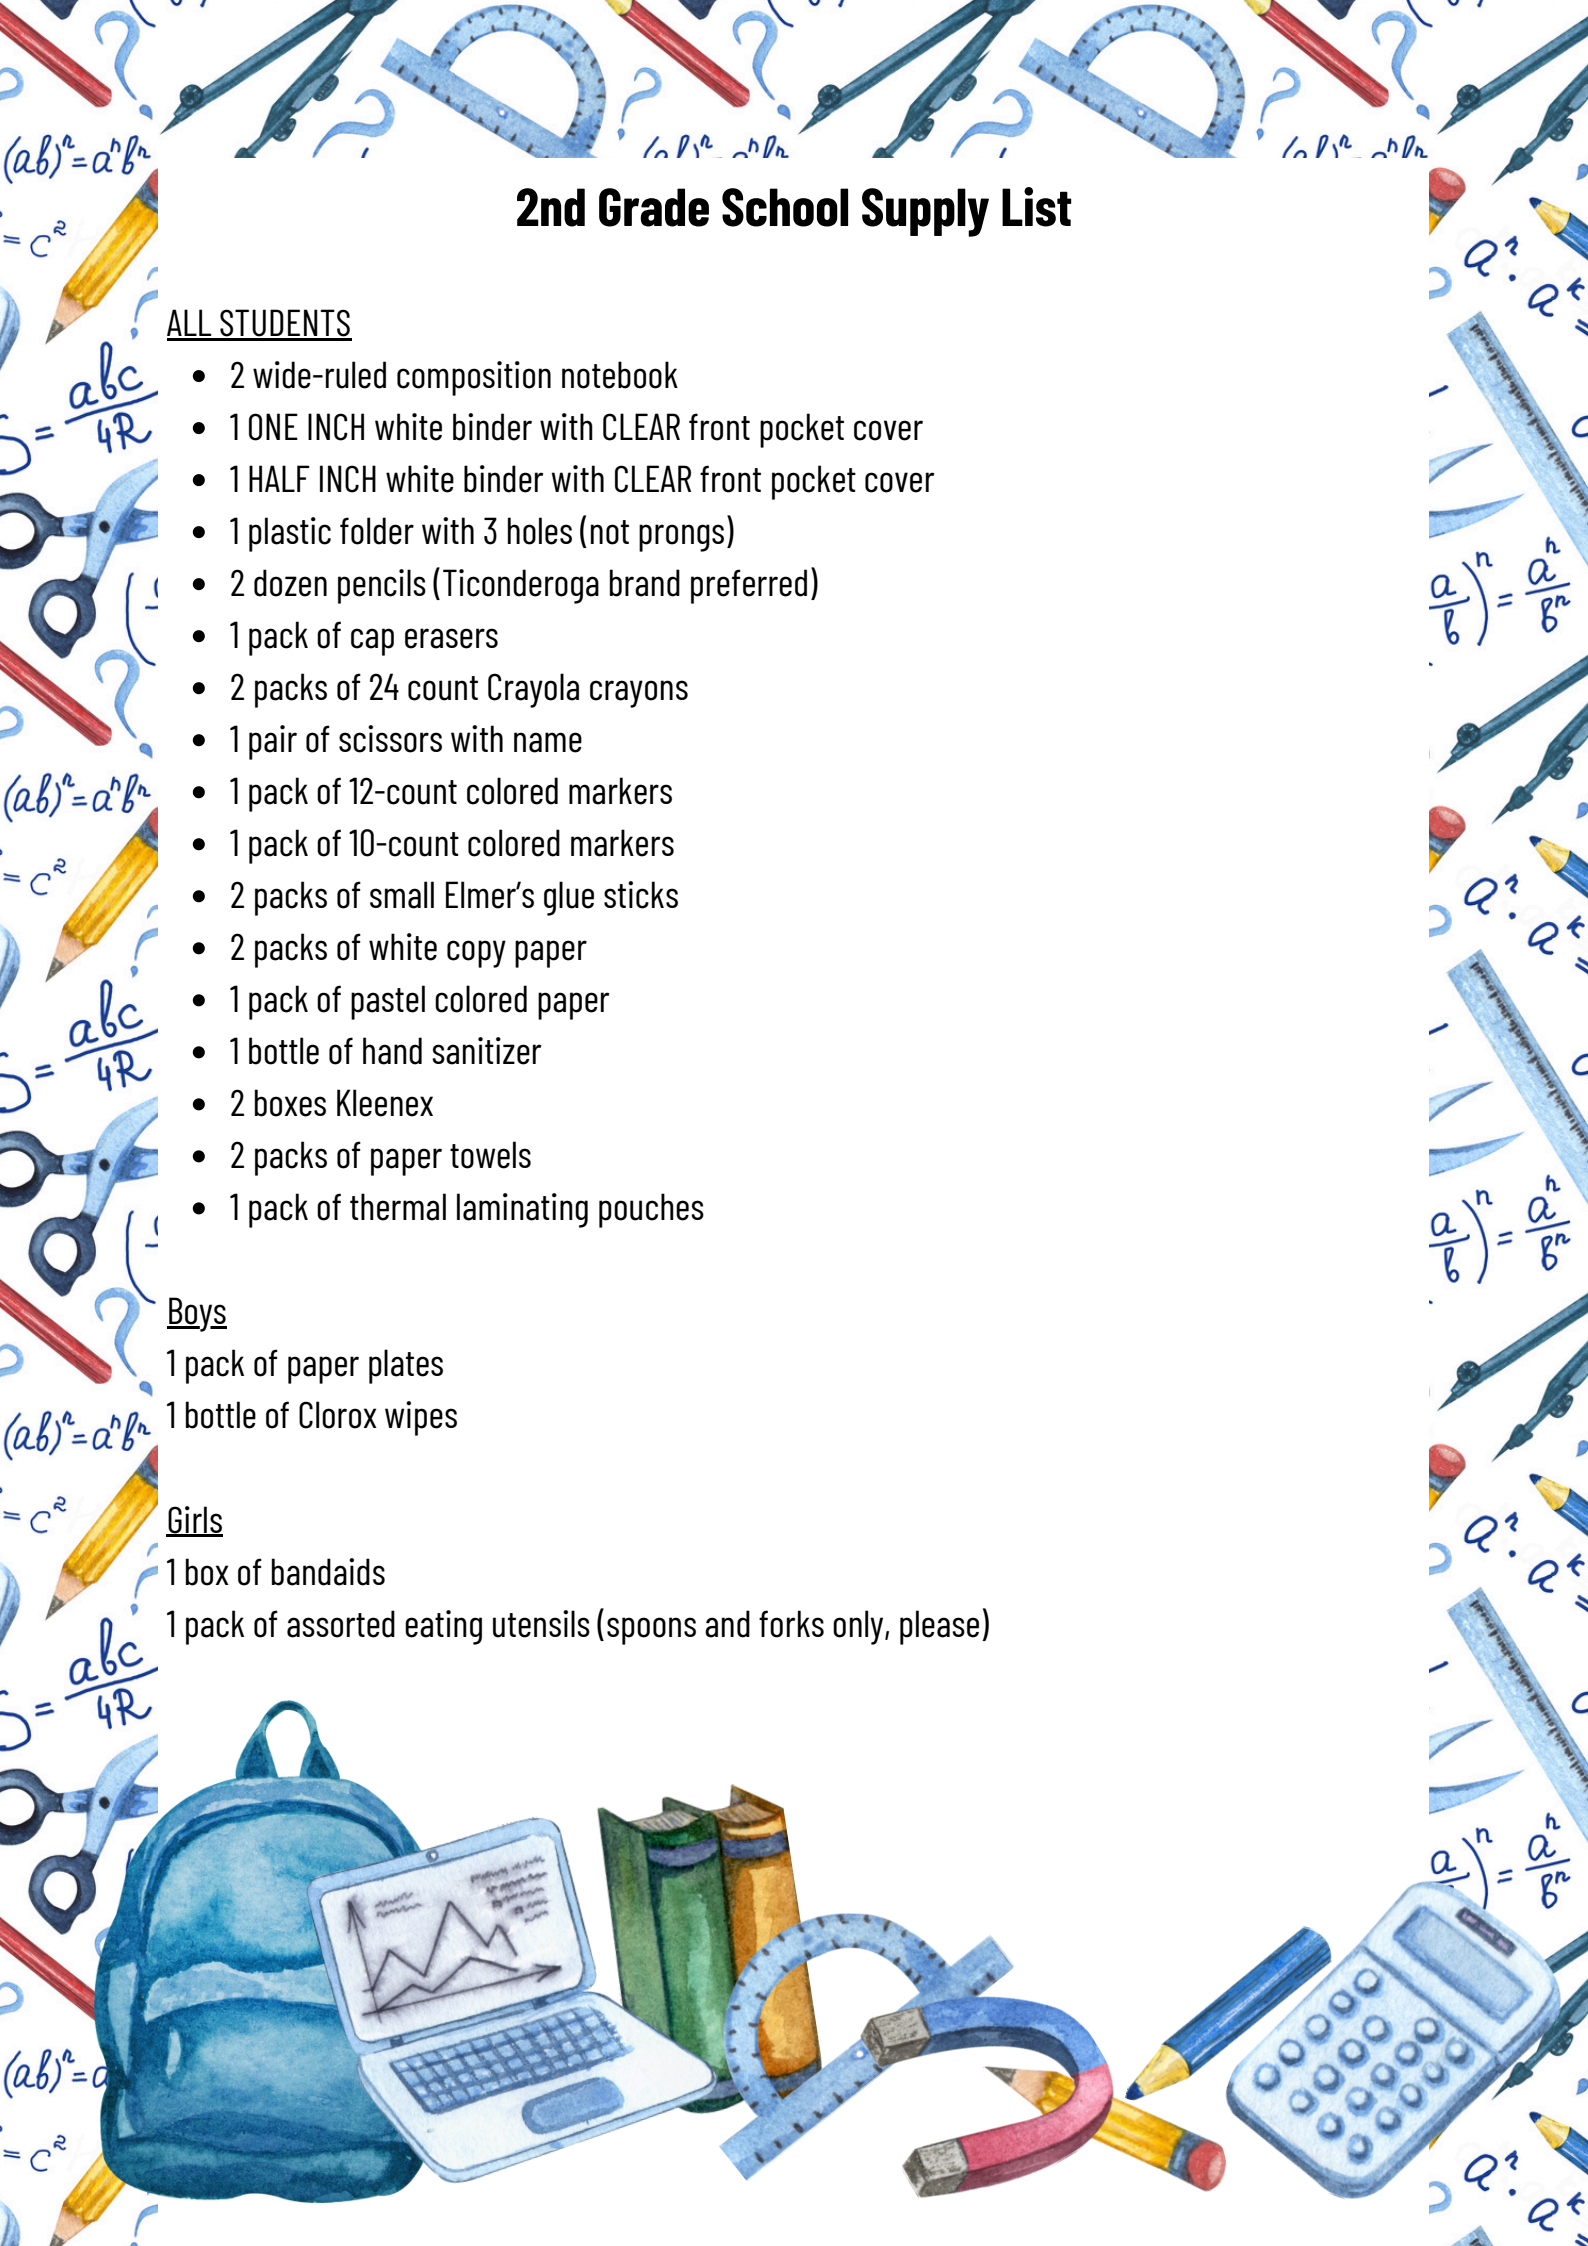 2nd Grade School Supply List
ALL STUDENTS
• 2 wide-ruled composition notebook
• 1 ONE INCH white binder with CLEAR front pocket cover
• 1 HALF INCH white binder with CLEAR front pocket cover
• 1 plastic folder with 3 holes (not prongs)
• 2 dozen pencils (Ticonderoga brand preferred)
• 1 pack of cap erasers
• 2 packs of 24 count Crayola crayons
• 1 pair of scissors with name
• 1 pack of 12-count colored markers
• 1 pack of 10-count colored markers
• 2 packs of small Elmer’s glue sticks
• 2 packs of white copy paper
• 1 pack of pastel colored paper
• 1 bottle of hand sanitizer
• 2 boxes Kleenex
• 2 packs of paper towels
• 1 pack of thermal laminating pouches
Boys
1 pack of paper plates
1 bottle of Clorox wipes
Girls
1 box of bandaids
1 pack of assorted eating utensils (spoons and forks only, please)